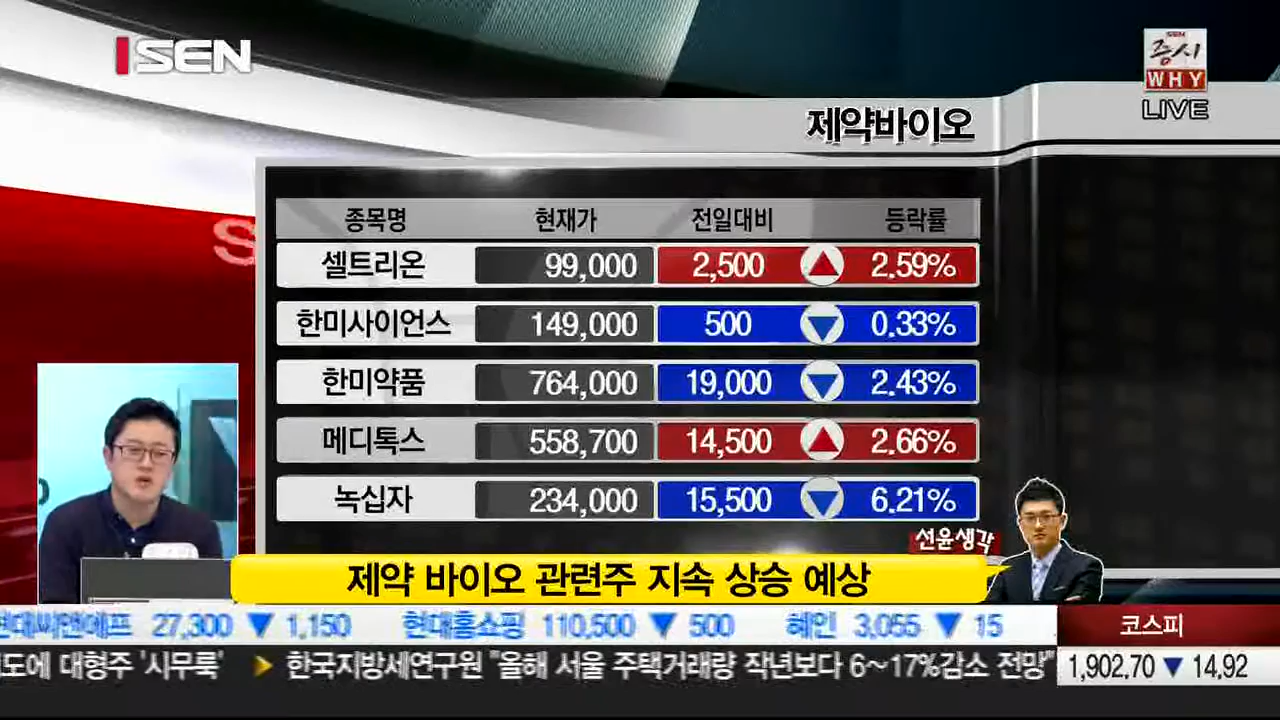 SEN
SEN
증시
WHY
LIVE
제약바이오
종목명 현재가 전일대비 등락률
셀트리온 99,000 2,500 ▲ 2.59%
한미사이언스 149,000 500 ▼ 0.33%
한미약품 764,000 19,000 ▼ 2.43%
메디톡스 558,700 14,500 ▲ 2.66%
녹십자 234,000 15,500 ▼ 6.21%
선윤생각
제약 바이오 관련주 지속 상승 예상
현대씨앤에프 27,300 ▼ 1,150 현대홈쇼핑 110,500 ▼ 500 혜인 3,055 ▼ 15
코스피
도에 대형주 '시무룩' ▶ 한국지방세연구원 "올해 서울 주택거래량 작년보다 6~17%감소 전망"
1,902.70 ▼ 14.92